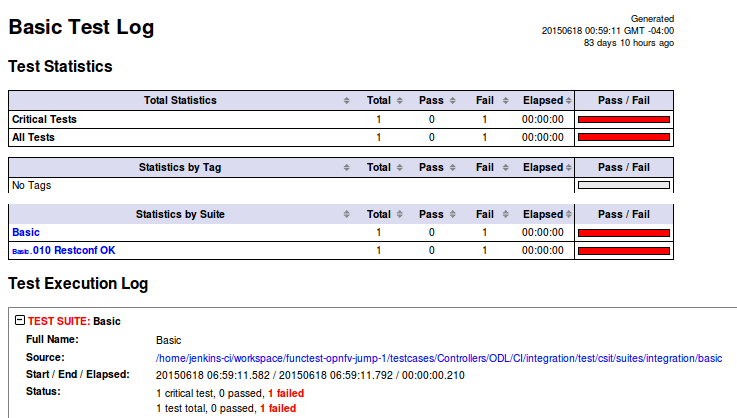 Basic Test Log
Generated
20150618 00:59:11 GMT -04:00
83 days 10 hours ago
Test Statistics
Total Statistics Total Pass Fail Elapsed Pass / Fail
Critical Tests 1 0 1 00:00:00
All Tests 1 0 1 00:00:00
Statistics by Tag Total Pass Fail Elapsed Pass / Fail
No Tags
Statistics by Suite Total Pass Fail Elapsed Pass / Fail
Basic 1 0 1 00:00:00
Basic.010 Restconf OK 1 0 1 00:00:00
Test Execution Log
TEST SUITE: Basic
Full Name: Basic
Source: /home/jenkins-ci/workspace/functest-opnfv-jump-1/testcases/Controllers/ODL/CI/integration/test/csit/suites/integration/basic
Start / End / Elapsed: 20150618 06:59:11.582 / 20150618 06:59:11.792 / 00:00:00.210
Status: 1 critical test, 0 passed, 1 failed
1 test total, 0 passed, 1 failed